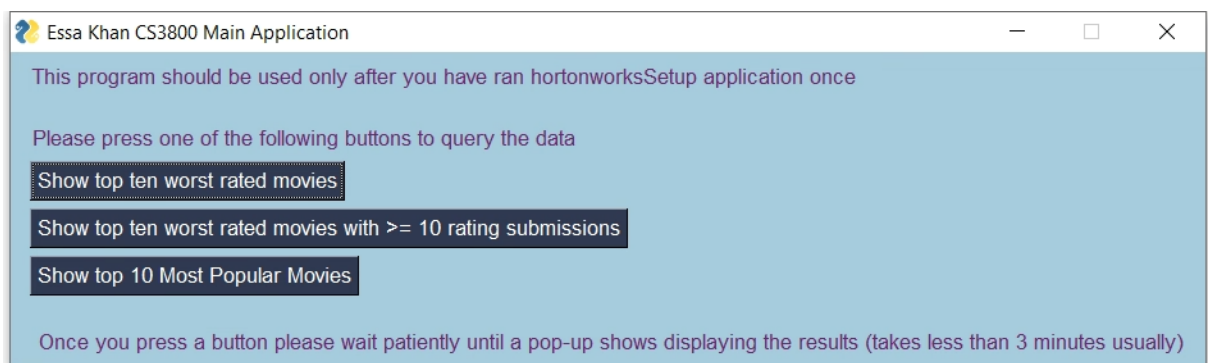 Essa Khan CS3800 Main Application
This program should be used only after you have ran hortonworksSetup application once
Please press one of the following buttons to query the data
Show top ten worst rated movies
Show top ten worst rated movies with >= 10 rating submissions
Show top 10 Most Popular Movies
Once you press a button please wait patiently until a pop-up shows displaying the results (takes less than 3 minutes usually)